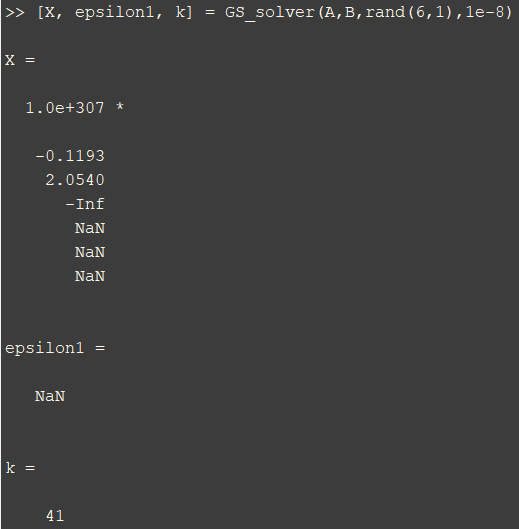 >> [X, epsilon1, k] = GS_solver(A,B,rand(6,1),1e-8)
X =
1.0e+307 *
-0.1193
2.0540
-Inf
NaN
NaN
NaN
epsilon1 =
NaN
k =
41